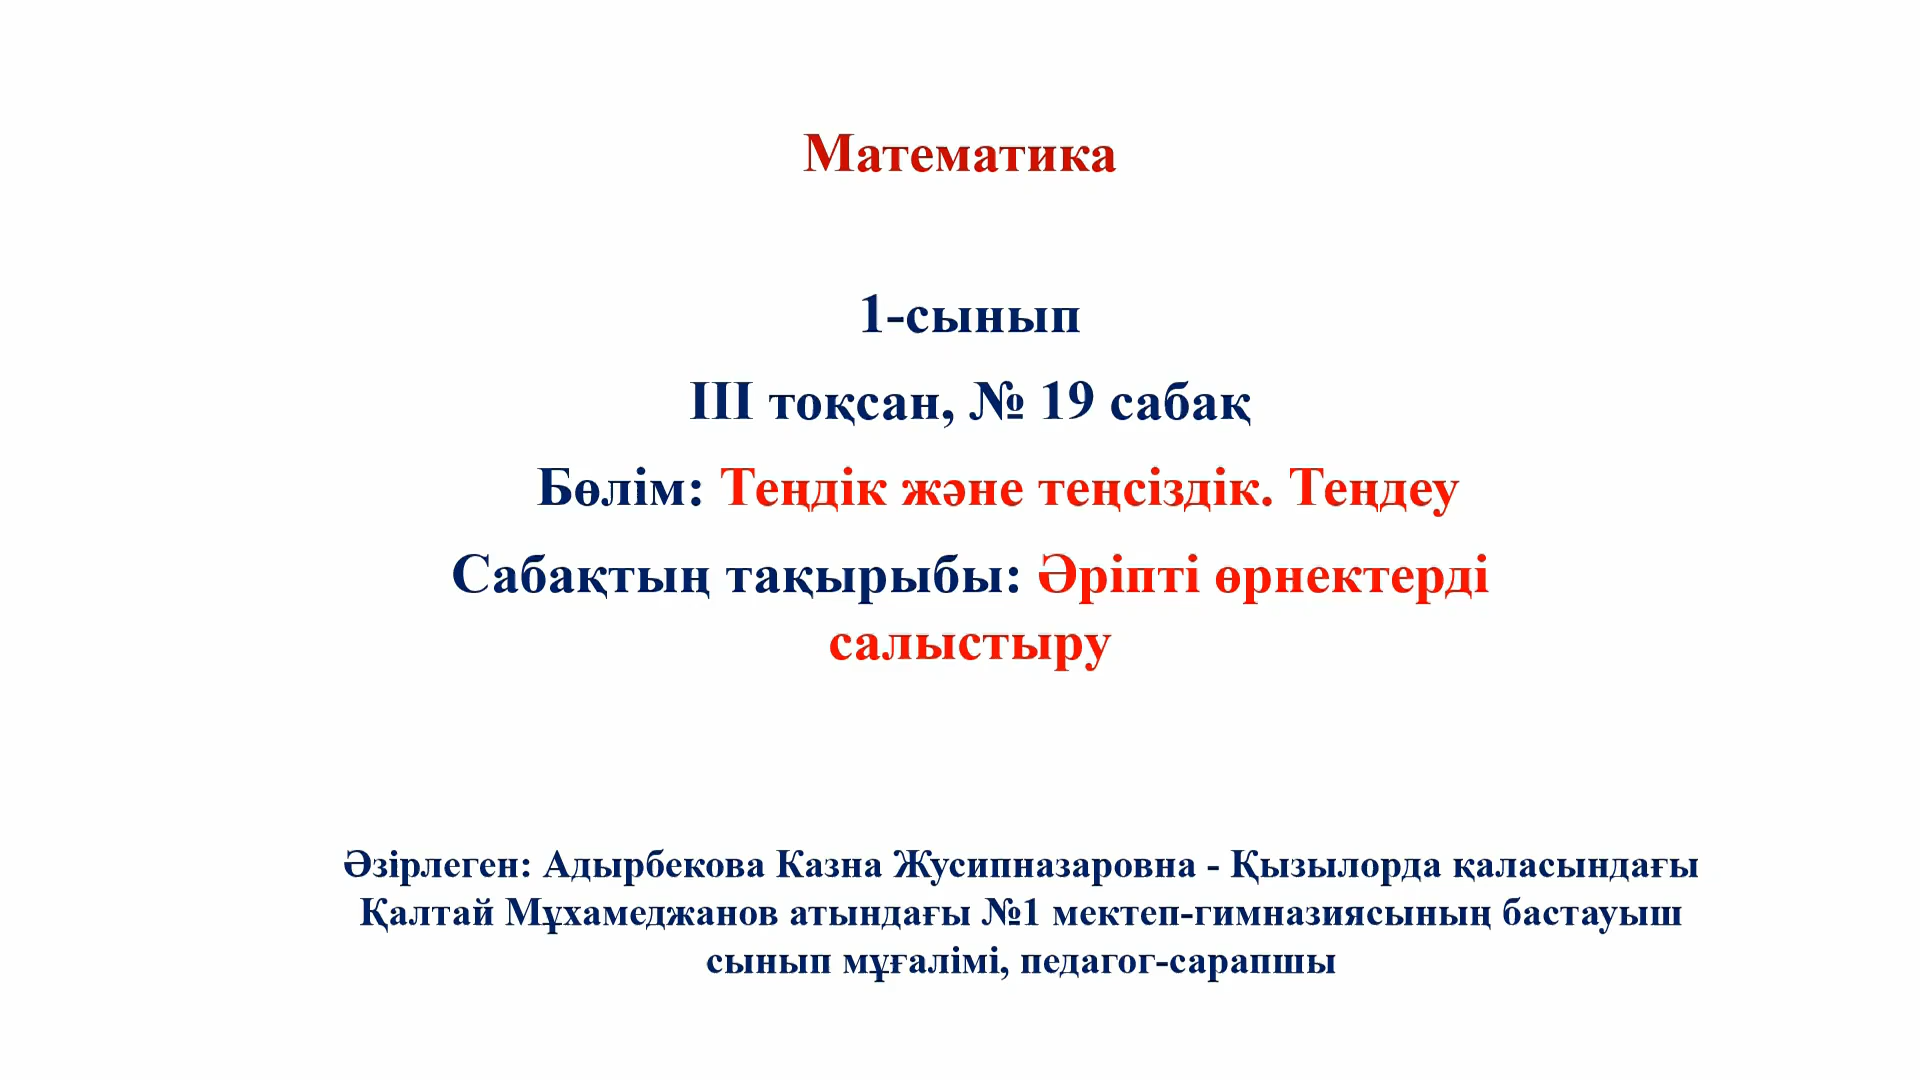 Математика
1-сынып
III тоқсан, № 19 сабақ
Бөлім: Теңдік және теңсіздік. Теңдеу
Сабақтың тақырыбы: Әріпті өрнектерді
салыстыру
Әзірлеген: Адырбекова Казна Жусипназаровна - Қызылорда қаласындағы
Қалтай Мұхамеджанов атындағы №1 мектеп-гимназиясының бастауыш
сынып мұғалімі, педагог-сарапшы